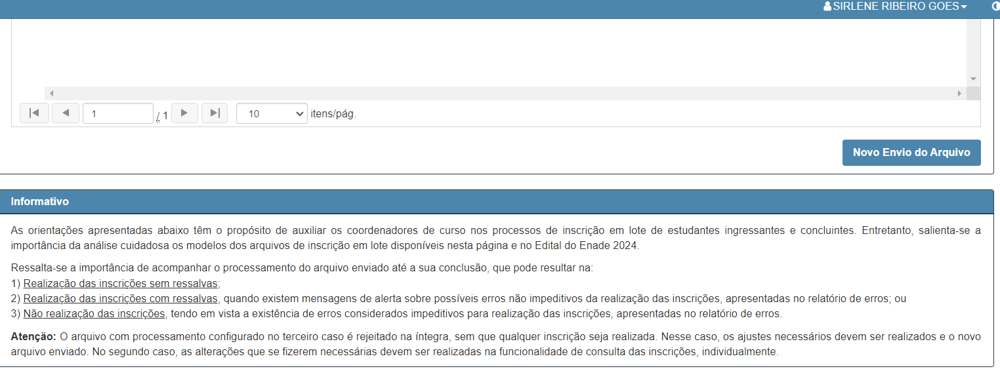 SIRLENE RIBEIRO GOES
1 / 1 10 itens/pág.
Novo Envio do Arquivo
Informativo
As orientações apresentadas abaixo têm o propósito de auxiliar os coordenadores de curso nos processos de inscrição em lote de estudantes ingressantes e concluintes. Entretanto, salienta-se a
importância da análise cuidadosa os modelos dos arquivos de inscrição em lote disponíveis nesta página e no Edital do Enade 2024.
Ressalta-se a importância de acompanhar o processamento do arquivo enviado até a sua conclusão, que pode resultar na:
1) Realização das inscrições sem ressalvas;
2) Realização das inscrições com ressalvas, quando existem mensagens de alerta sobre possíveis erros não impeditivos da realização das inscrições, apresentadas no relatório de erros; ou
3) Não realização das inscrições, tendo em vista a existência de erros considerados impeditivos para realização das inscrições, apresentadas no relatório de erros.
Atenção: O arquivo com processamento configurado no terceiro caso é rejeitado na íntegra, sem que qualquer inscrição seja realizada. Nesse caso, os ajustes necessários devem ser realizados e o novo
arquivo enviado. No segundo caso, as alterações que se fizerem necessárias devem ser realizadas na funcionalidade de consulta das inscrições, individualmente.